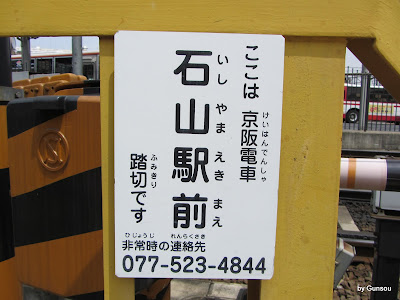 ここは 京阪電車
けいはんでんしゃ
石山駅前
いし やま えき まえ
踏切です
ふみきり
非常時の連絡先
ひじょうじ れんらくさき
077-523-4844
by Gunsou